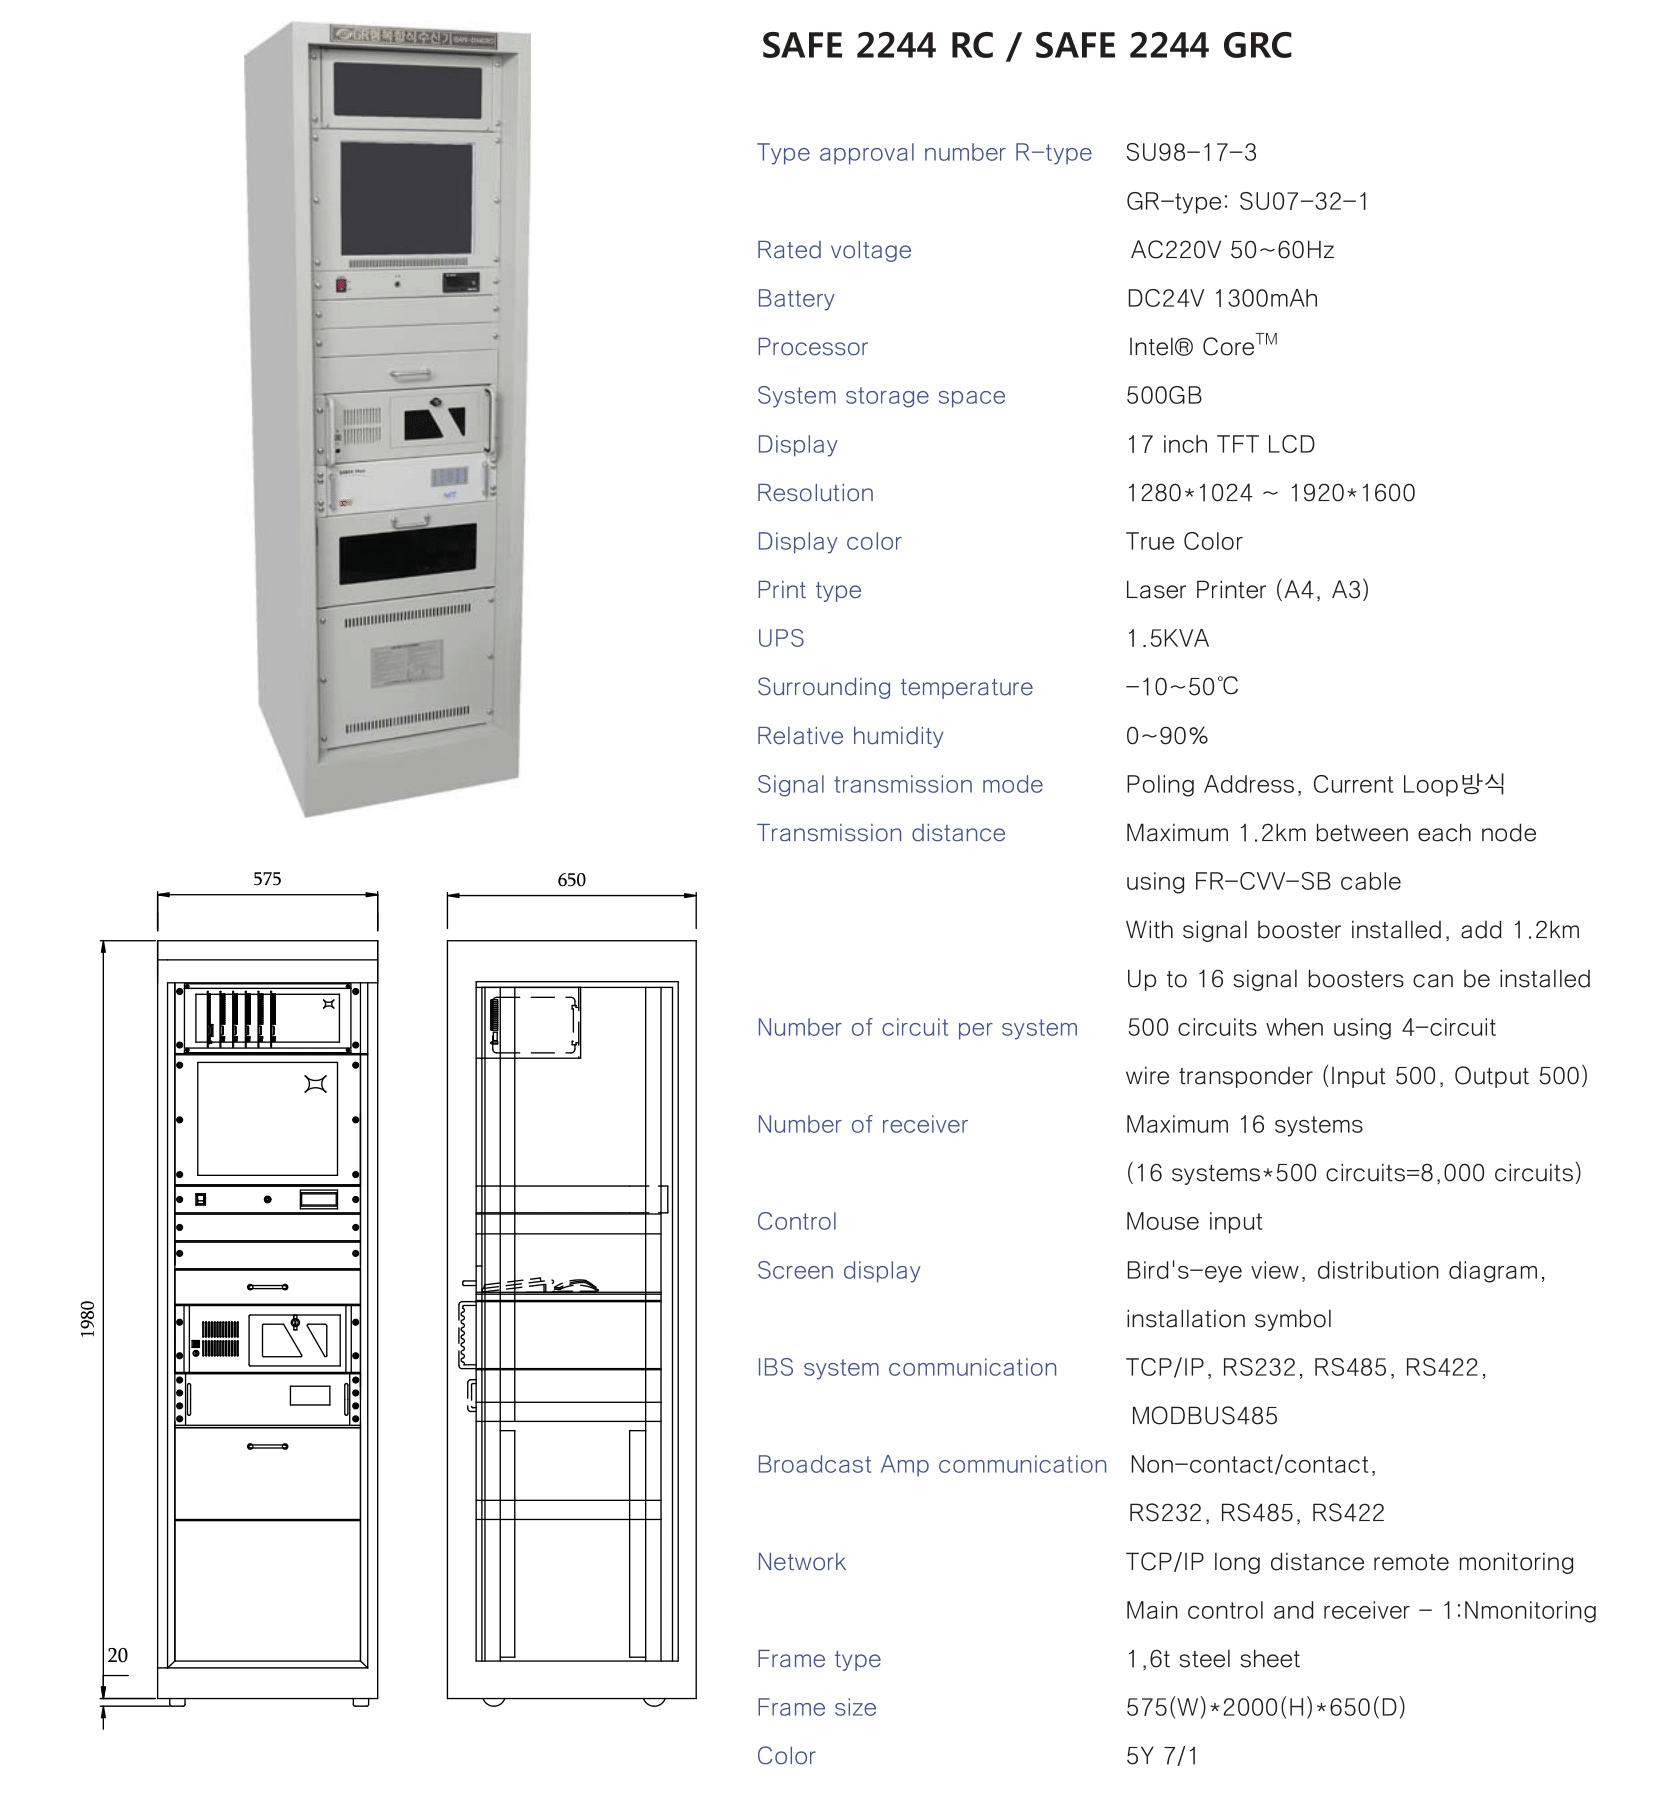 GR형복합식수신기
SAFE 2244 RC / SAFE 2244 GRC
Type approval number R-type SU98-17-3
GR-type: SU07-32-1
Rated voltage AC220V 50~60Hz
Battery DC24V 1300mAh
Processor Intel® Core™
System storage space 500GB
Display 17 inch TFT LCD
Resolution 1280*1024 ~ 1920*1600
Display color True Color
Print type Laser Printer (A4, A3)
UPS 1.5KVA
Surrounding temperature -10~50℃
Relative humidity 0~90%
Signal transmission mode Poling Address, Current Loop방식
Transmission distance Maximum 1.2km between each node
using FR-CVV-SB cable
With signal booster installed, add 1.2km
Up to 16 signal boosters can be installed
Number of circuit per system 500 circuits when using 4-circuit
wire transponder (Input 500, Output 500)
Number of receiver Maximum 16 systems
(16 systems*500 circuits=8,000 circuits)
Control Mouse input
Screen display Bird's-eye view, distribution diagram,
installation symbol
IBS system communication TCP/IP, RS232, RS485, RS422,
MODBUS485
Broadcast Amp communication Non-contact/contact,
RS232, RS485, RS422
Network TCP/IP long distance remote monitoring
Main control and receiver - 1:Nmonitoring
Frame type 1,6t steel sheet
Frame size 575(W)*2000(H)*650(D)
Color 5Y 7/1
575
650
1980
20